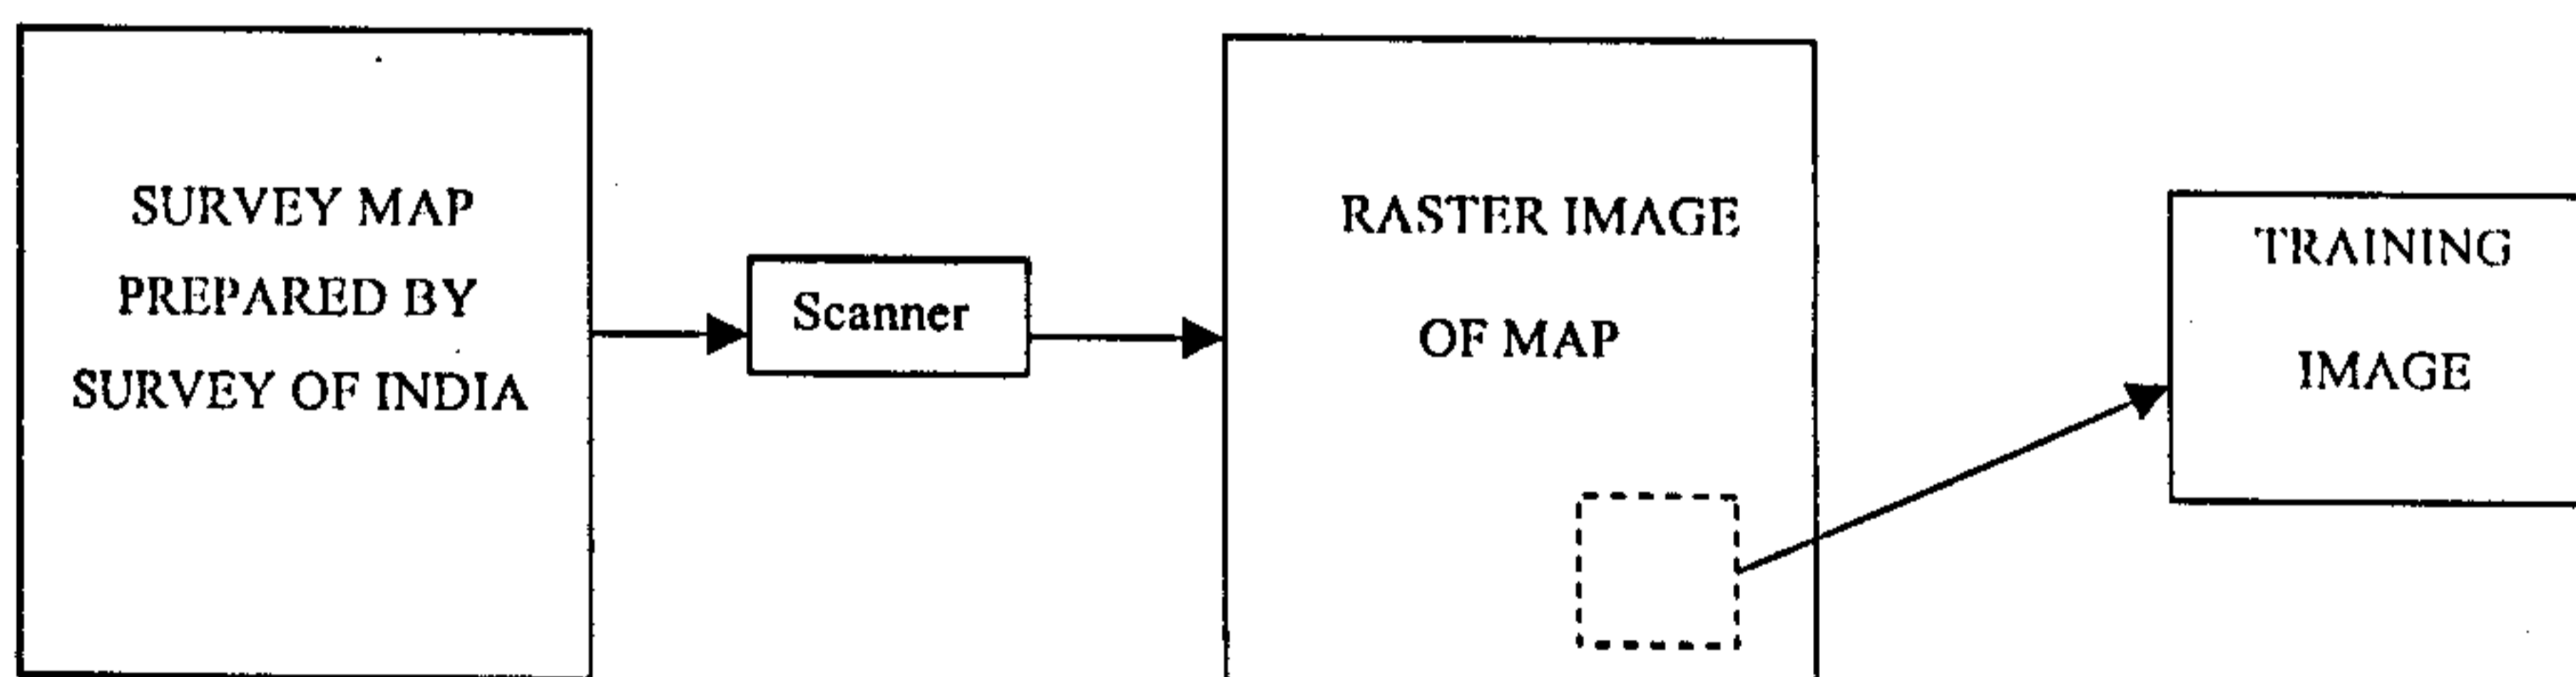 SURVEY MAP
PREPARED BY
SURVEY OF INDIA
Scanner
RASTER IMAGE
OF MAP
TRAINING
IMAGE